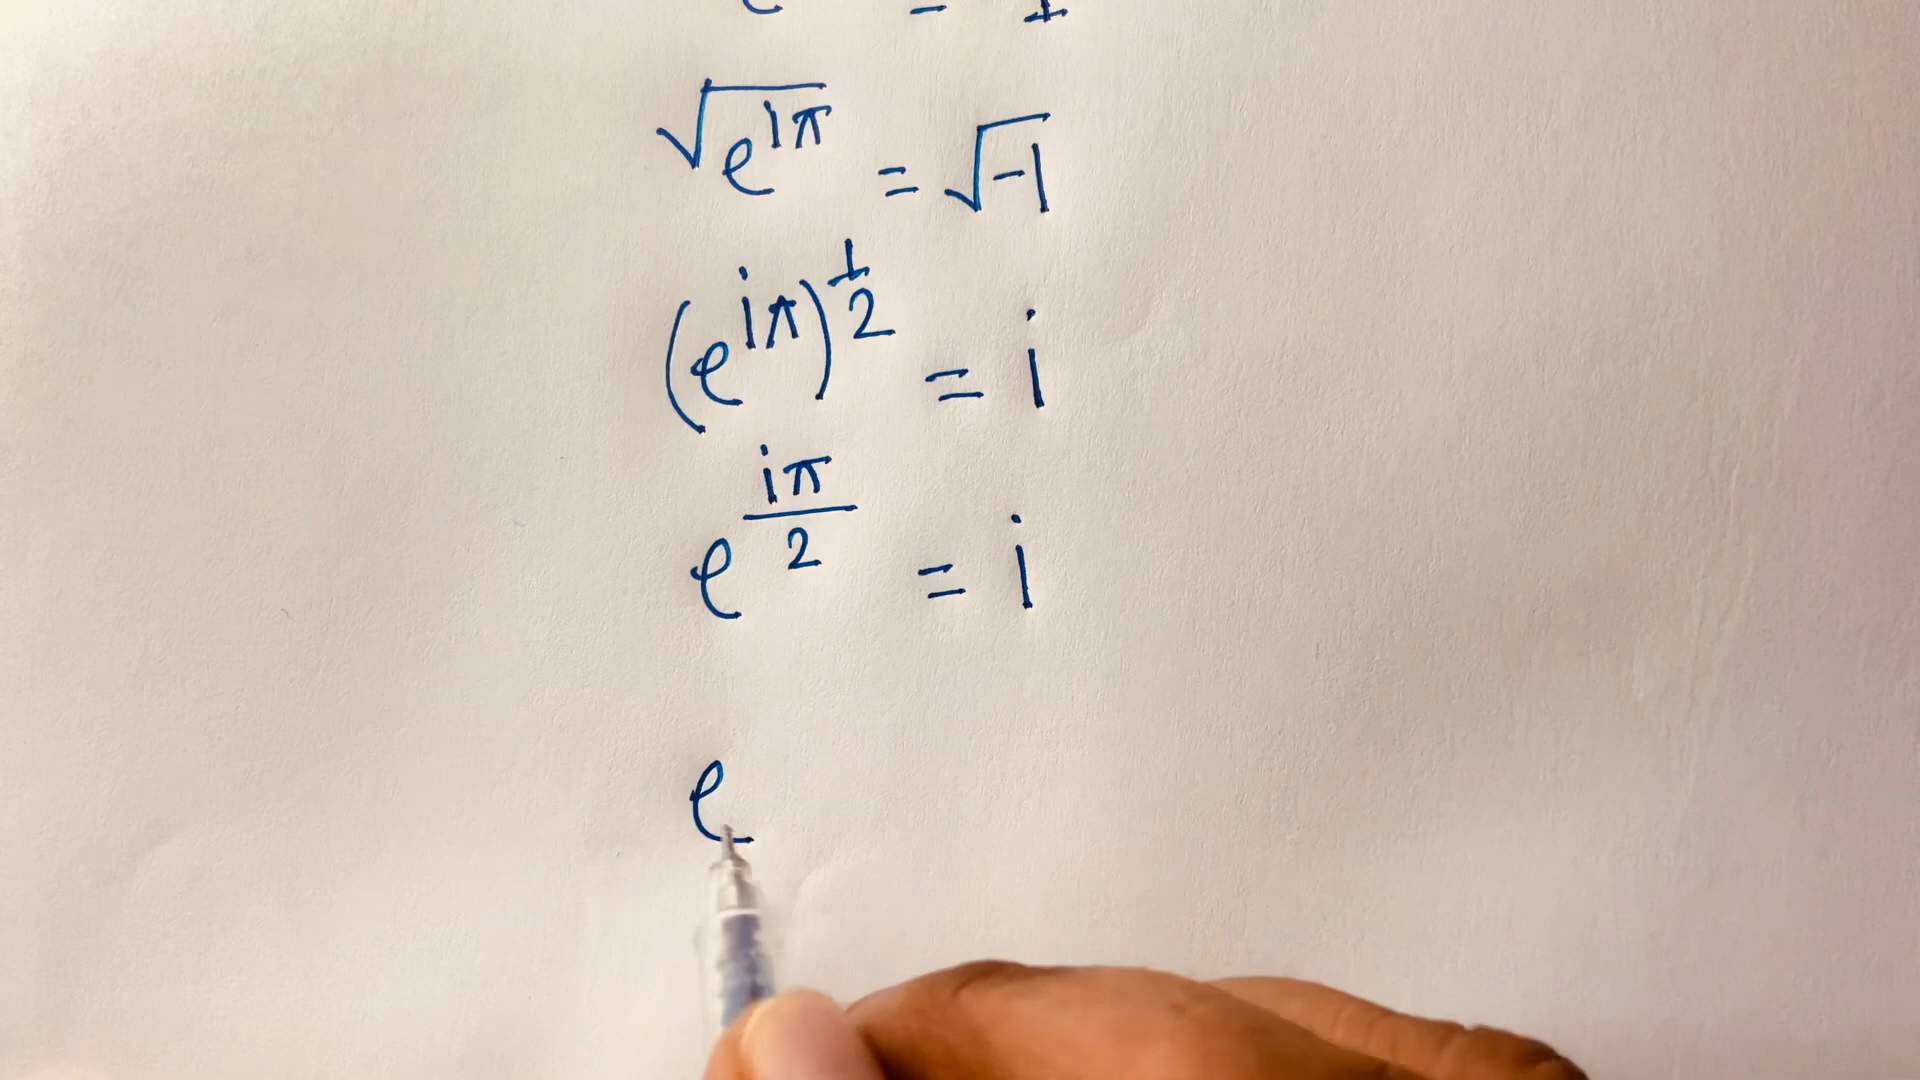 √e^iπ = √-1
(e^iπ)^1/2 = i
e^iπ/2 = i
e